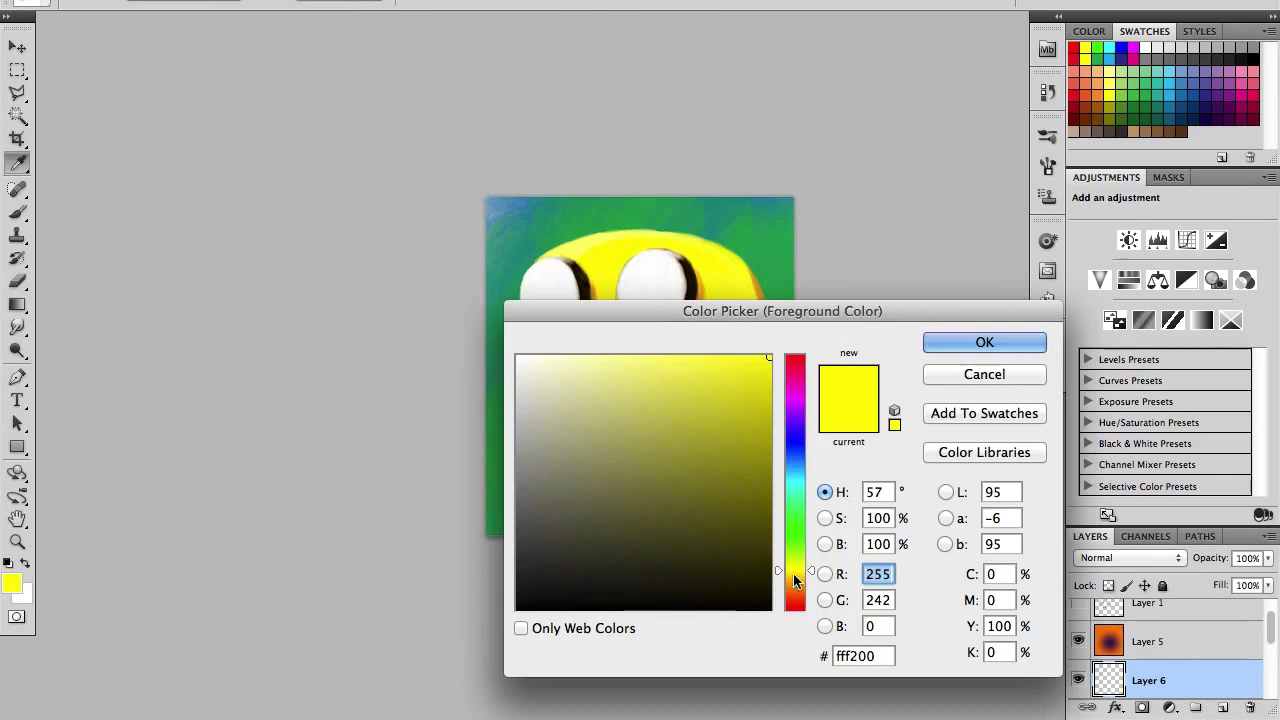 COLOR SWATCHES STYLES
Mb
ADJUSTMENTS MASKS
Add an adjustment
Color Picker (Foreground Color)
new
current
OK
Cancel
Add To Swatches
Color Libraries
H: 57 °
S: 100 %
B: 100 %
R: 255
G: 242
B: 0
# fff200
L: 95
a: -6
b: 95
C: 0 %
M: 0 %
Y: 100 %
K: 0 %
Only Web Colors
Levels Presets
Curves Presets
Exposure Presets
Hue/Saturation Presets
Black & White Presets
Channel Mixer Presets
Selective Color Presets
LAYERS CHANNELS PATHS
Normal Opacity: 100%
Lock: Fill: 100%
Layer 1
Layer 5
Layer 6
fx
T